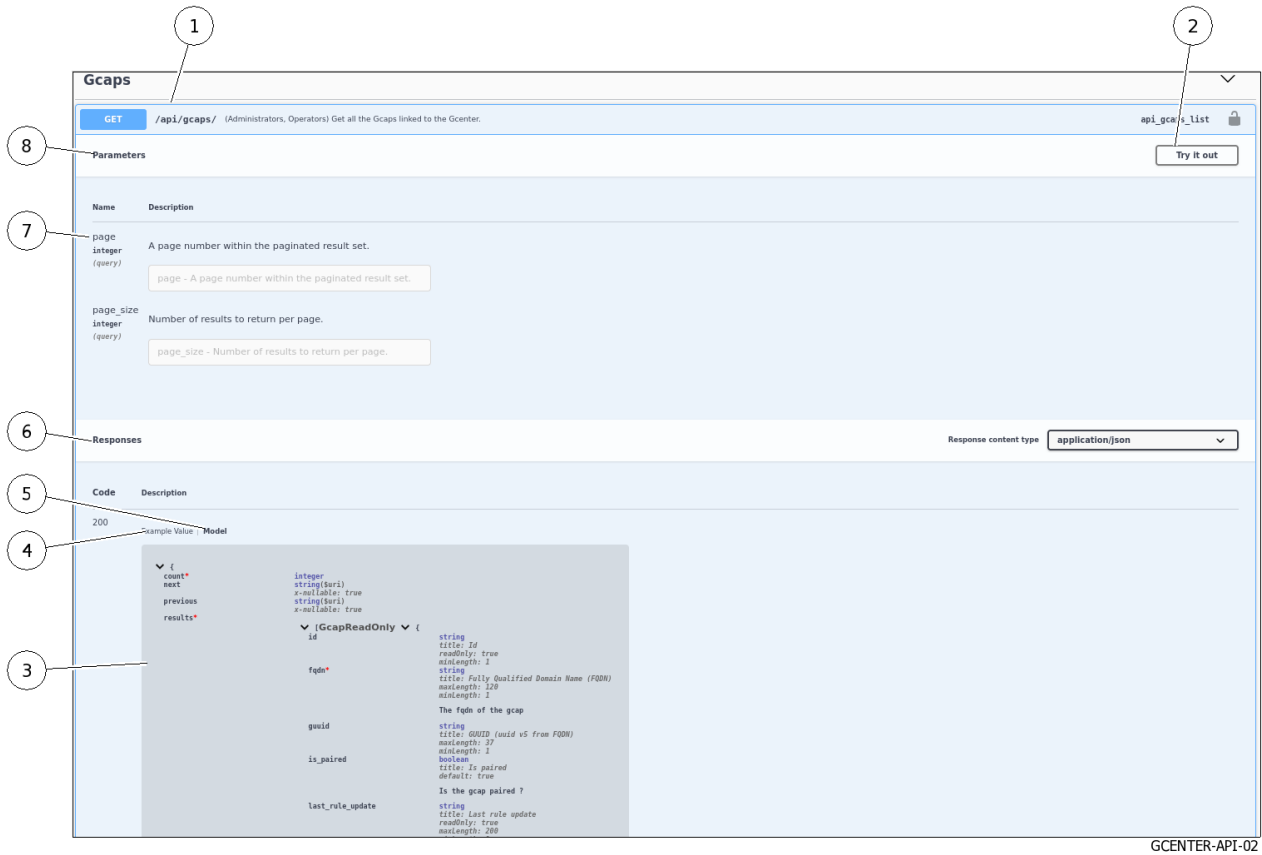 1
2
Gcaps
GET /api/gcaps/ (Administrators, Operators) Get all the Gcaps linked to the Gcenter. api_gcaps_list
8
Parameters
Try it out
Name Description
7
page
integer
(query)
A page number within the paginated result set.
page - A page number within the paginated result set.
page_size
integer
(query)
Number of results to return per page.
page_size - Number of results to return per page.
6
Responses
Response content type application/json
5
Code Description
200
4
Example Value | Model
{
count* integer
next string($uri)
x-nullable: true
previous string($uri)
x-nullable: true
results*
[GcapReadOnly {
id string
title: Id
readOnly: true
minLength: 1
3
fqdn* string
title: Fully Qualified Domain Name (FQDN)
maxLength: 120
minLength: 1
The fqdn of the gcap
guuid string
title: GUUID (uuid v5 from FQDN)
maxLength: 37
minLength: 1
is_paired boolean
title: Is paired
default: true
Is the gcap paired ?
last_rule_update string
title: Last rule update
readOnly: true
maxLength: 200
GCENTER-API-02